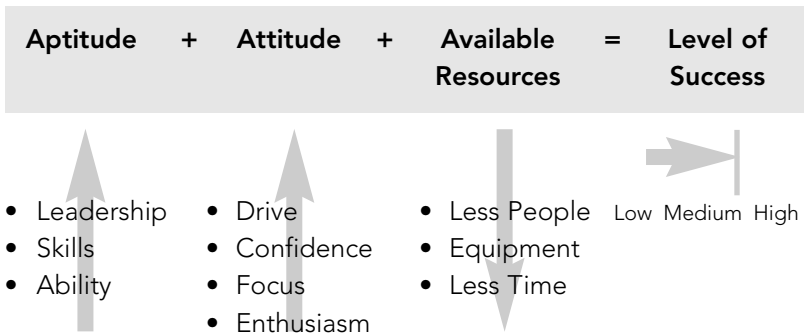 Aptitude + Attitude + Available Resources = Level of Success
• Leadership
• Skills
• Ability
• Drive
• Confidence
• Focus
• Enthusiasm
• Less People
• Equipment
• Less Time
Low Medium High